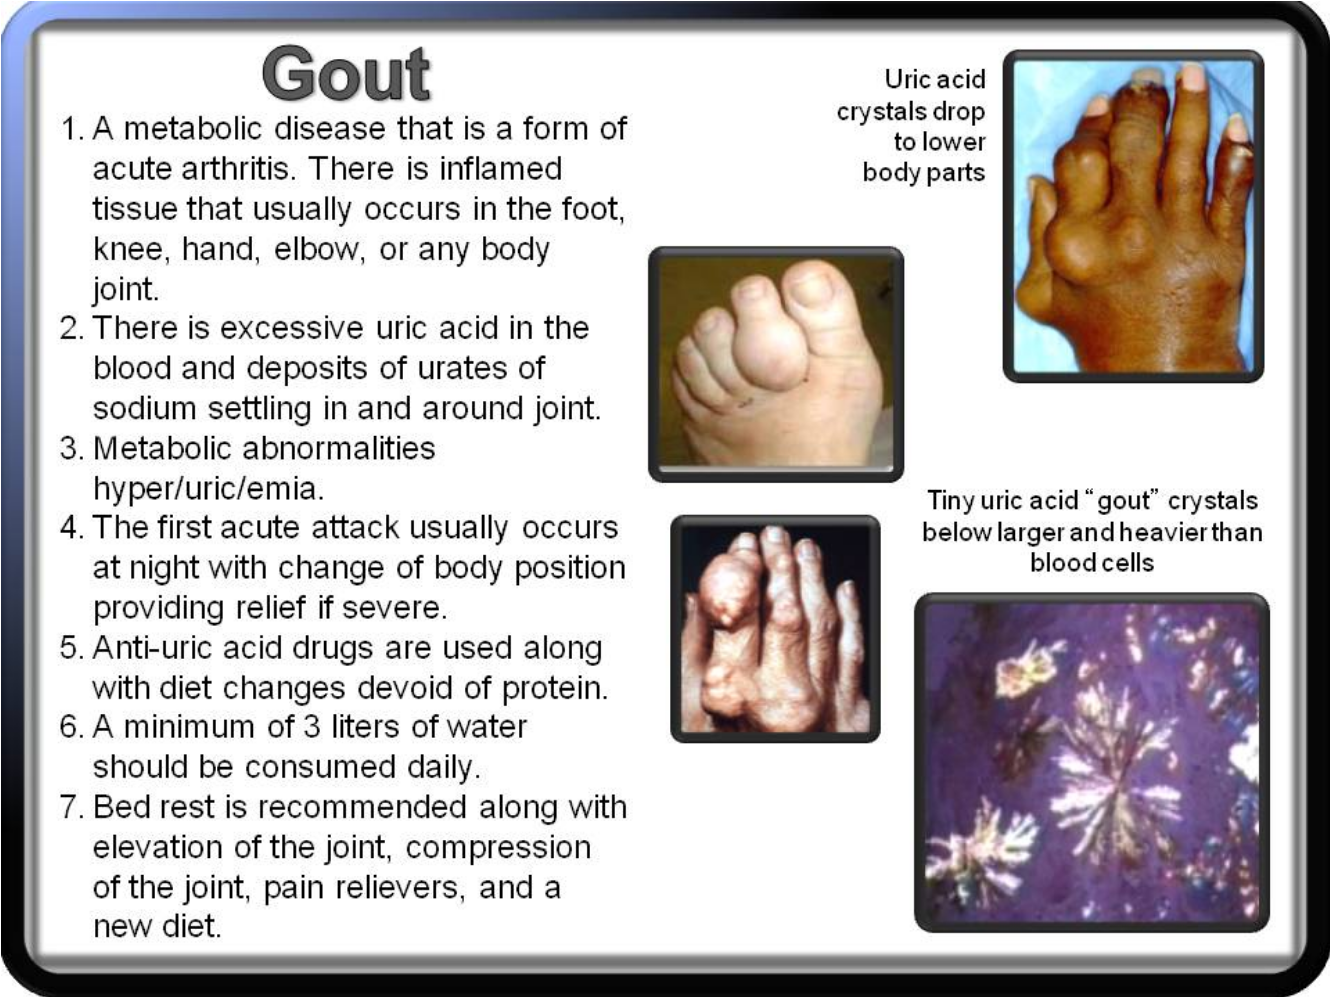 Gout
1. A metabolic disease that is a form of
acute arthritis. There is inflamed
tissue that usually occurs in the foot,
knee, hand, elbow, or any body
joint.
2. There is excessive uric acid in the
blood and deposits of urates of
sodium settling in and around joint.
3. Metabolic abnormalities
hyper/uric/emia.
4. The first acute attack usually occurs
at night with change of body position
providing relief if severe.
5. Anti-uric acid drugs are used along
with diet changes devoid of protein.
6. A minimum of 3 liters of water
should be consumed daily.
7. Bed rest is recommended along with
elevation of the joint, compression
of the joint, pain relievers, and a
new diet.
Uric acid
crystals drop
to lower
body parts
Tiny uric acid “gout” crystals
below larger and heavier than
blood cells